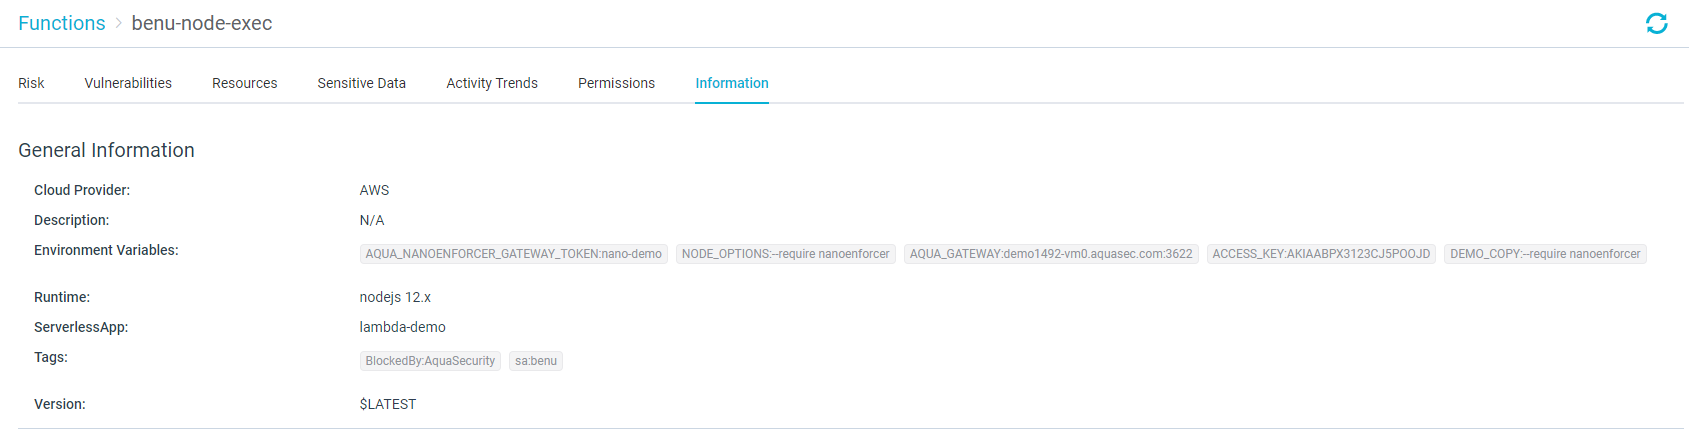 Functions > benu-node-exec
Risk Vulnerabilities Resources Sensitive Data Activity Trends Permissions Information
General Information
Cloud Provider: AWS
Description: N/A
Environment Variables: AQUA_NANOENFORCER_GATEWAY_TOKEN:nano-demo NODE_OPTIONS:--require nanoenforcer AQUA_GATEWAY:demo1492-vm0.aquasec.com:3622 ACCESS_KEY:AKIAABPX3123CJ5POOJD DEMO_COPY:--require nanoenforcer
Runtime: nodejs 12.x
ServerlessApp: lambda-demo
Tags: BlockedBy:AquaSecurity sa:benu
Version: $LATEST